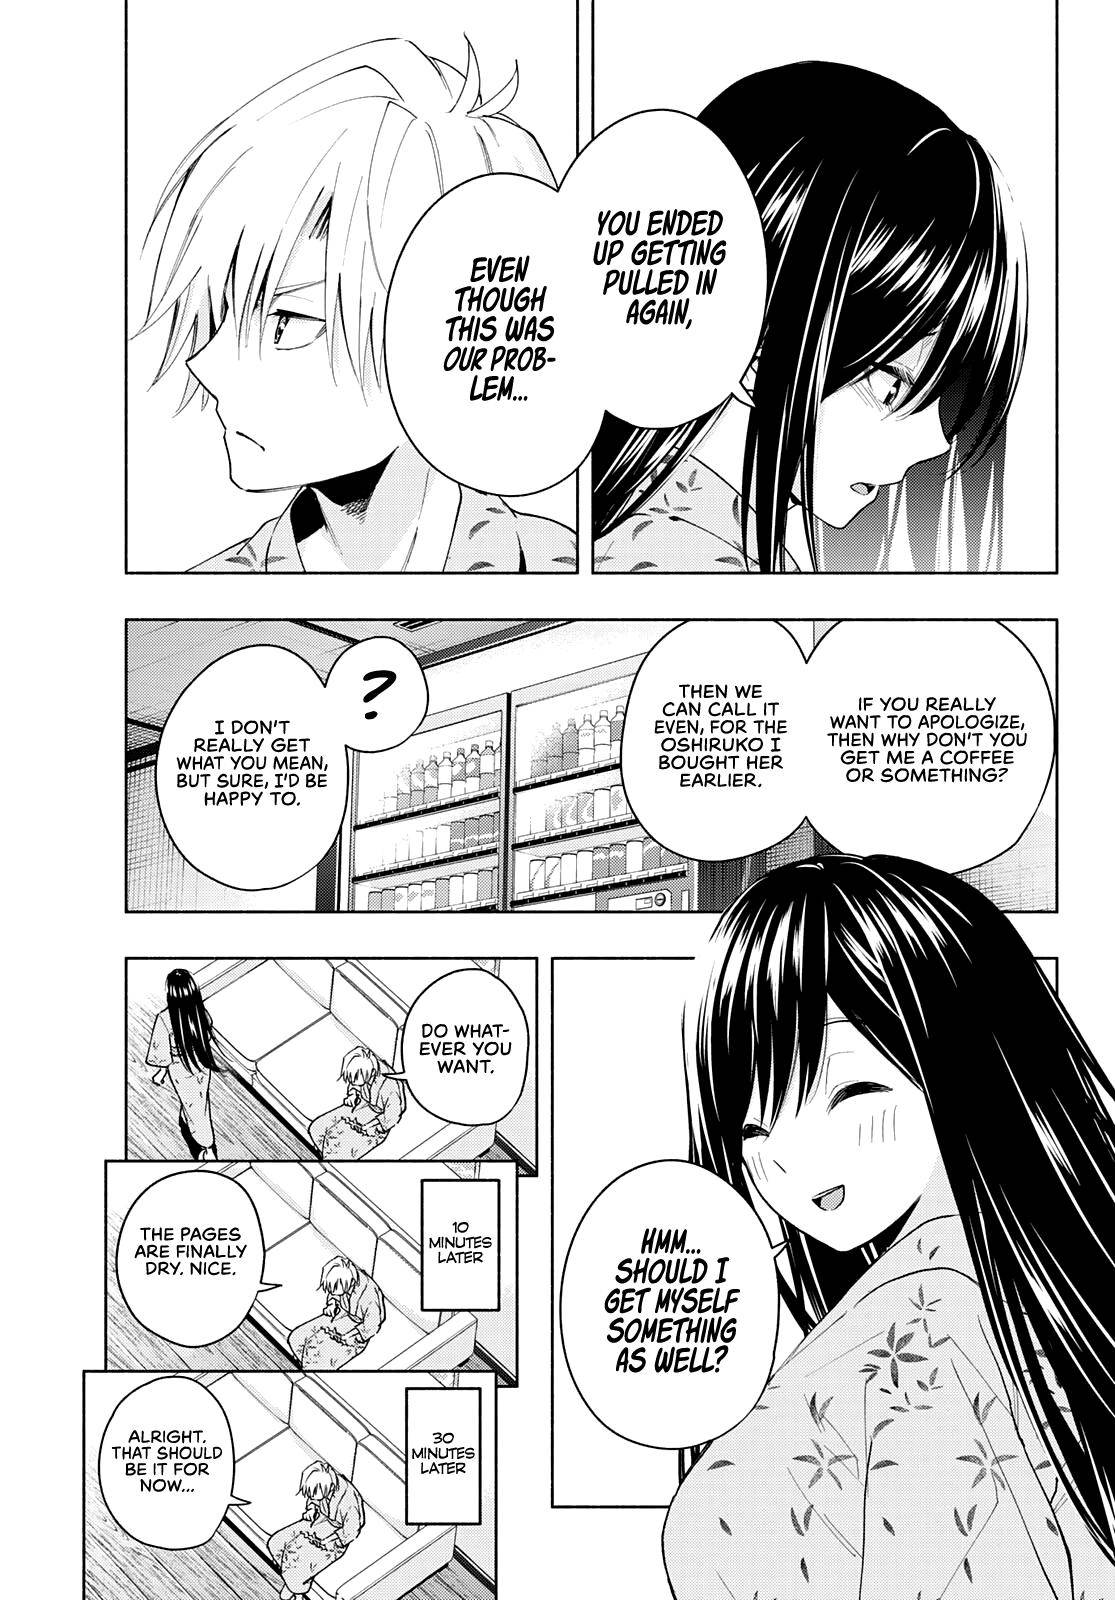 YOU ENDED
UP GETTING
PULLED IN
AGAIN,
EVEN
THOUGH
THIS WAS
OUR PROB-
LEM...
IF YOU REALLY
WANT TO APOLOGIZE,
THEN WHY DON'T YOU
GET ME A COFFEE
OR SOMETHING?
THEN WE
CAN CALL IT
EVEN, FOR THE
OSHIRUKO I
BOUGHT HER
EARLIER.
?
I DON'T
REALLY GET
WHAT YOU MEAN,
BUT SURE, I'D BE
HAPPY TO.
HMM...
SHOULD I
GET MYSELF
SOMETHING
AS WELL?
DO WHAT-
EVER YOU
WANT.
10
MINUTES
LATER
THE PAGES
ARE FINALLY
DRY. NICE.
30
MINUTES
LATER
ALRIGHT.
THAT SHOULD
BE IT FOR
NOW...